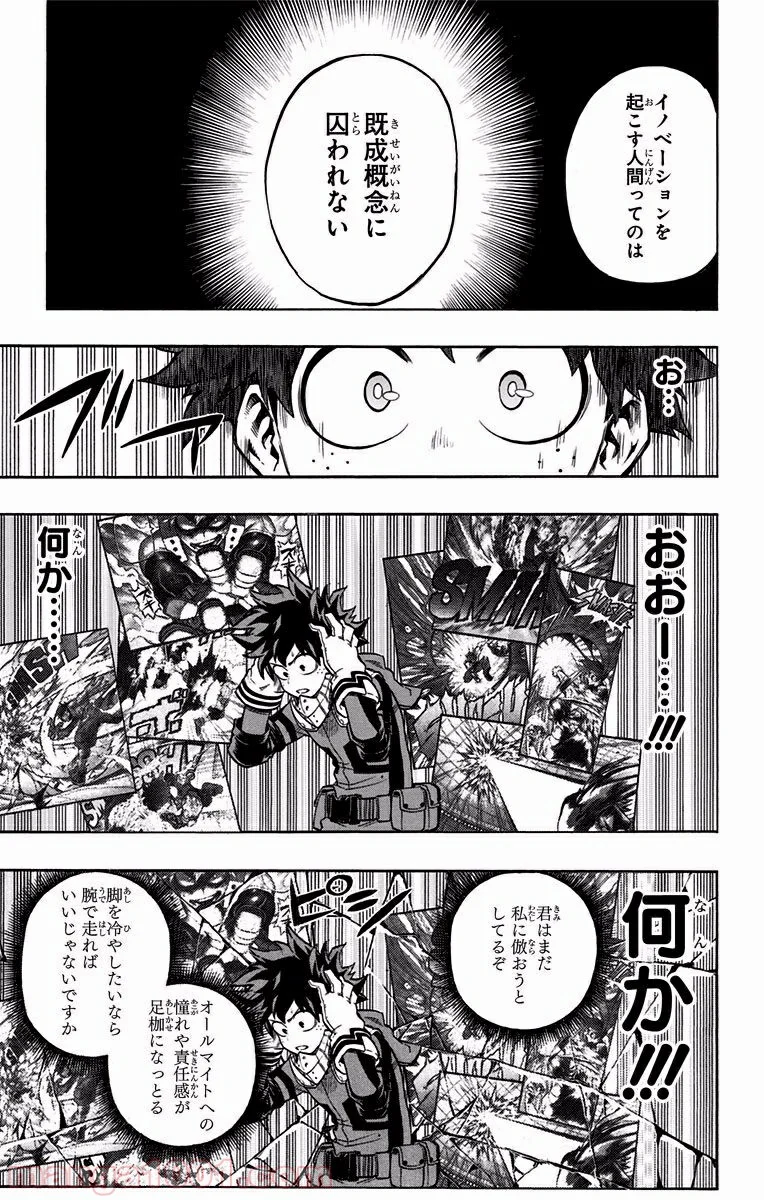 イノベーションを
起こす人間ってのは
既成概念に
囚われない
お…
ブアッ
おおー…!!!
SMAA
何か……
何か!!!
ピシッ
君はまだ
私に倣おうと
してるぞ
オールマイトへの
憧れや責任感が
足枷になっとる
脚を冷やしたいなら
腕で走れば
いいじゃないですか